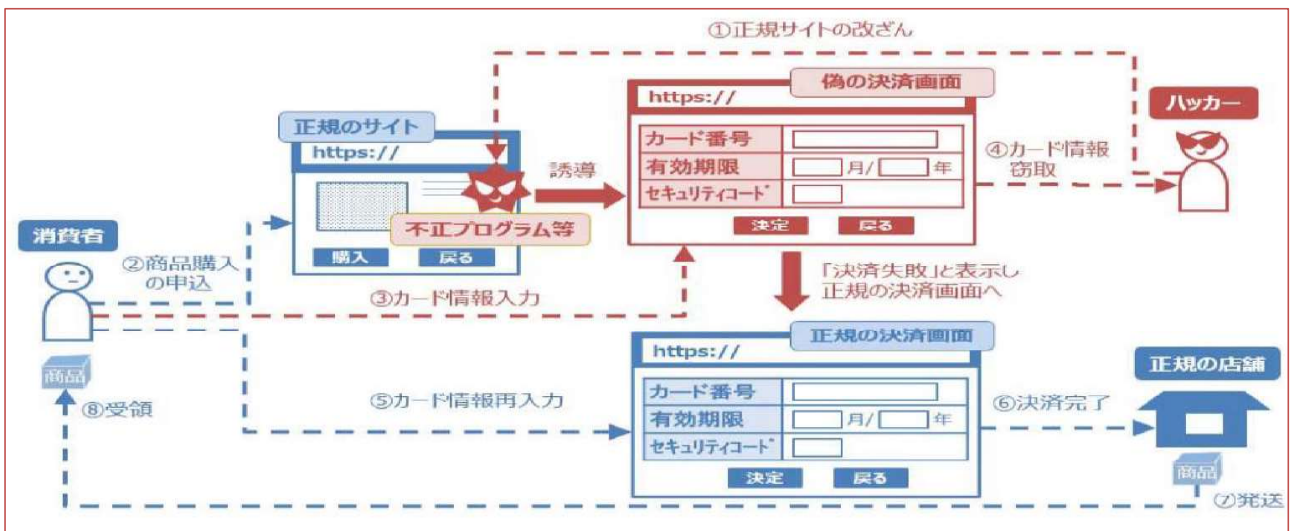 ①正規サイトの改ざん
偽の決済画面
https://
ハッカー
カード番号
有効期限 月/ 年
セキュリティコード
決定 戻る
④カード情報
窃取
正規のサイト
https://
誘導
不正プログラム等
購入 戻る
消費者
②商品購入
の申込
③カード情報入力
「決済失敗」と表示し
正規の決済画面へ
正規の決済画面
https://
カード番号
有効期限 月/ 年
セキュリティコード
決定 戻る
正規の店舗
商品
⑧受領
⑤カード情報再入力
⑥決済完了
商品
⑦発送